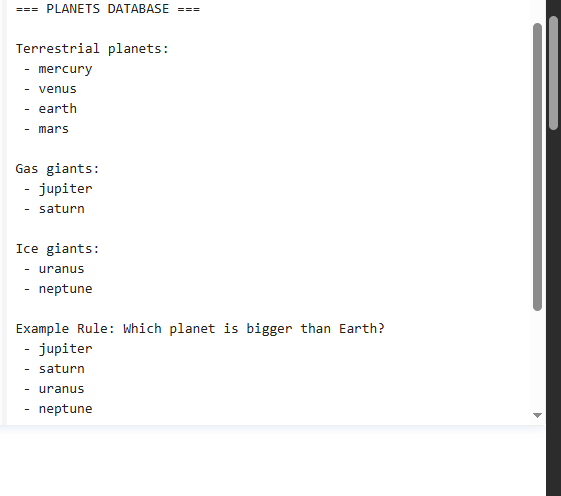 === PLANETS DATABASE ===
Terrestrial planets:
- mercury
- venus
- earth
- mars
Gas giants:
- jupiter
- saturn
Ice giants:
- uranus
- neptune
Example Rule: Which planet is bigger than Earth?
- jupiter
- saturn
- uranus
- neptune